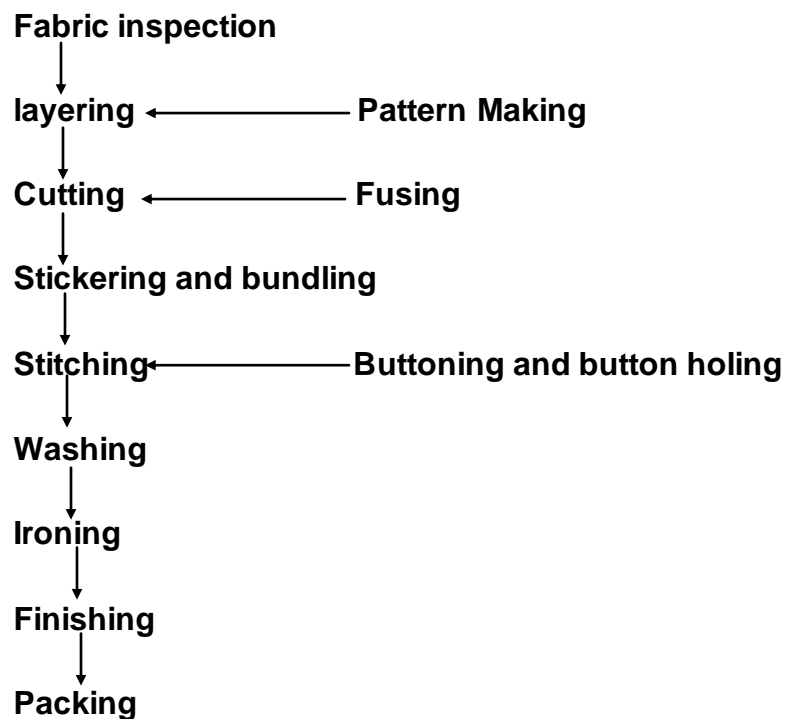 Fabric inspection
layering Pattern Making
Cutting Fusing
Stickering and bundling
Stitching Buttoning and button holing
Washing
Ironing
Finishing
Packing